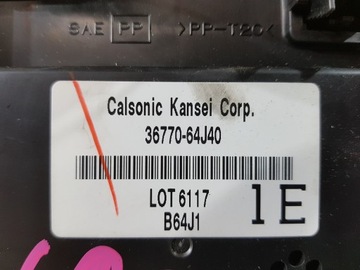 SAE PP >PP-T20<
Calsonic Kansei Corp.
36770-64J40
LOT 6117
1E
B64J1